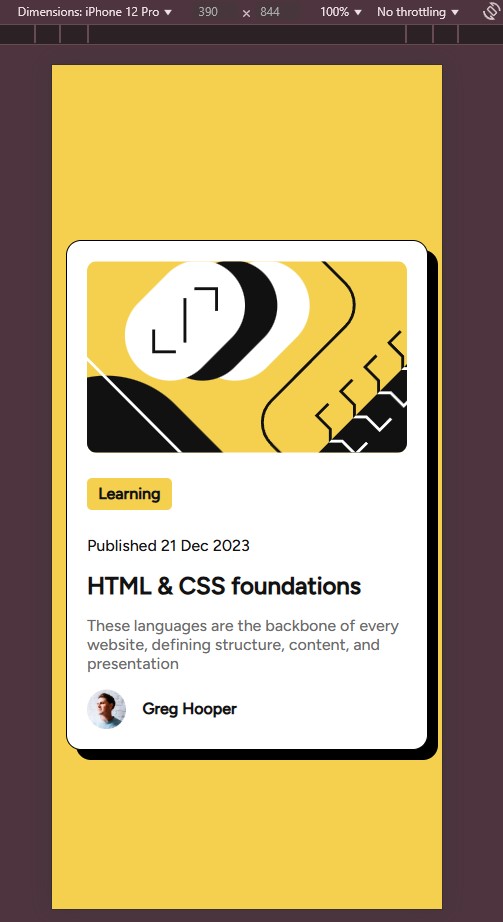 Dimensions: iPhone 12 Pro ▼ 390 × 844 100% ▼ No throttling ▼
Learning
Published 21 Dec 2023
HTML & CSS foundations
These languages are the backbone of every
website, defining structure, content, and
presentation
Greg Hooper